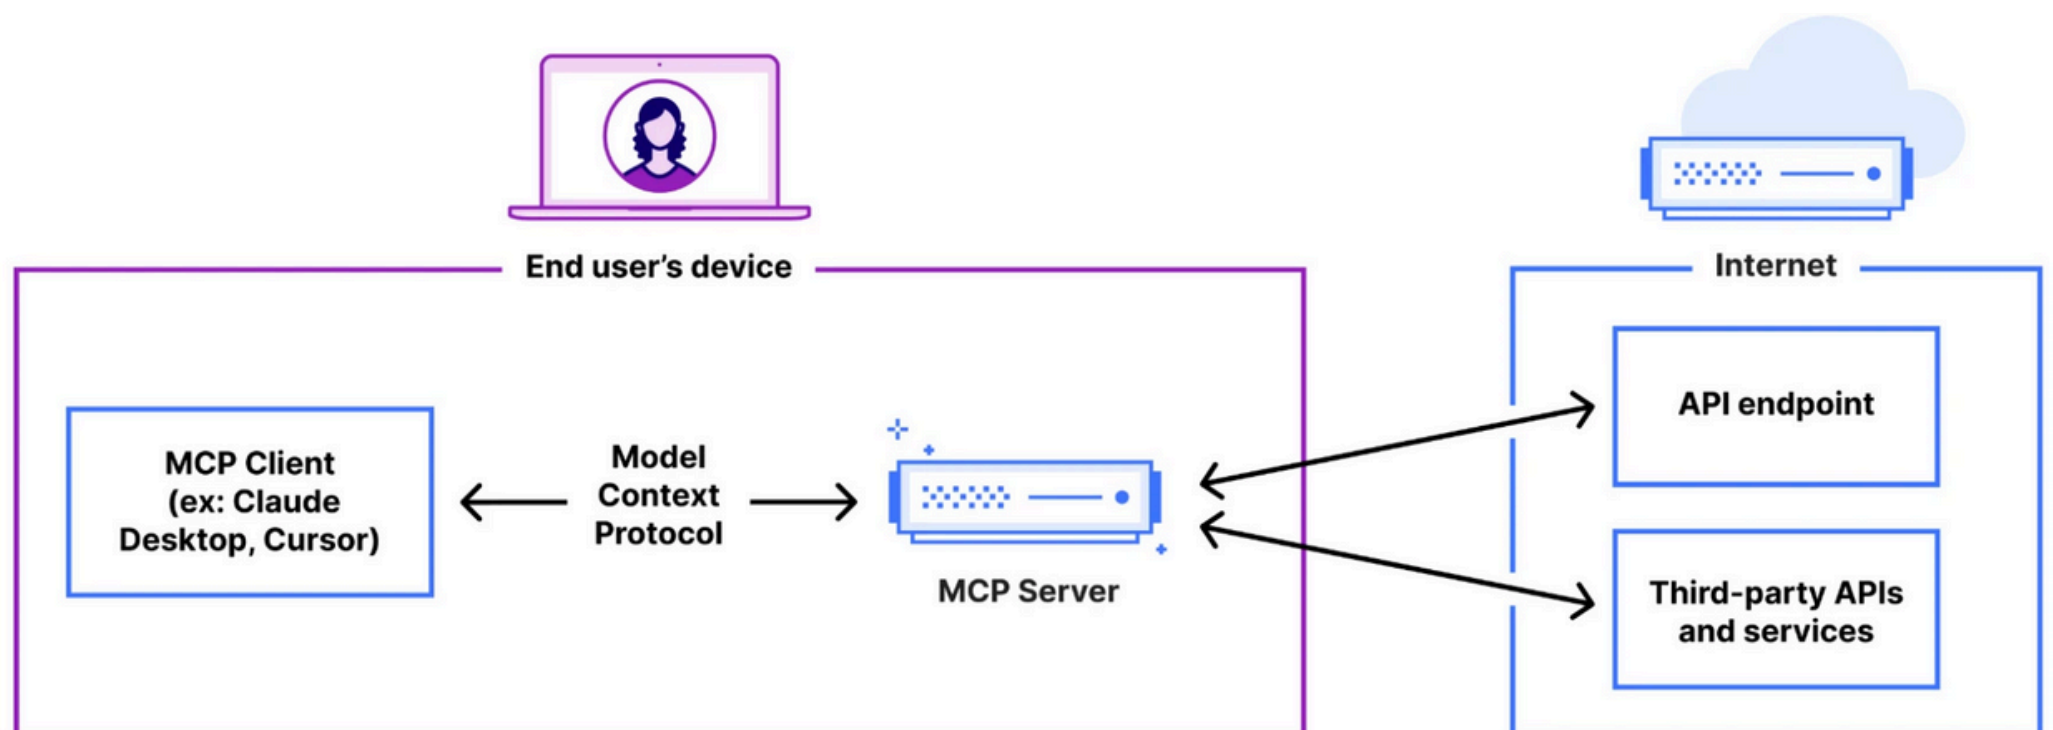 End user’s device
Internet
MCP Client
(ex: Claude
Desktop, Cursor)
Model
Context
Protocol
MCP Server
API endpoint
Third-party APIs
and services